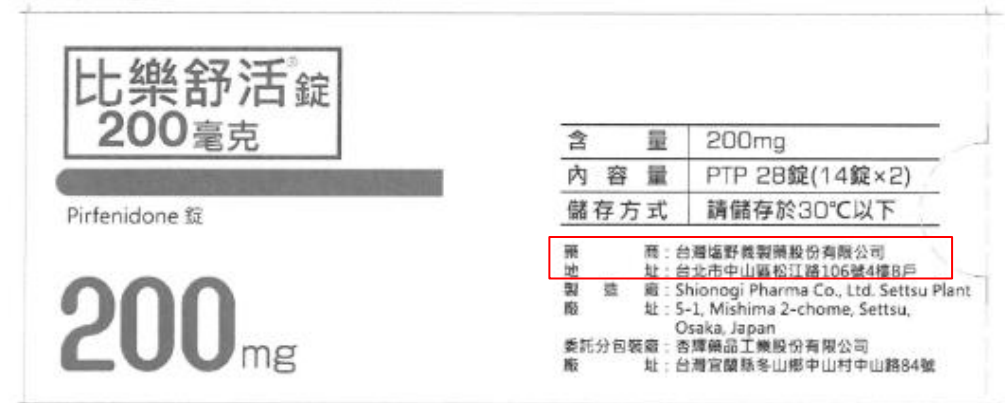 比樂舒活®錠
200毫克
Pirfenidone 錠
200mg
含量 200mg
內容量 PTP 28錠(14錠×2)
儲存方式 請儲存於30℃以下
藥商：台灣塩野義製藥股份有限公司
地址：台北市中山區松江路106號4樓8戶
製造廠：Shionogi Pharma Co., Ltd. Settsu Plant
廠址：5-1, Mishima 2-chome, Settsu,
Osaka, Japan
委託分包裝廠：杏輝藥品工業股份有限公司
廠址：台灣宜蘭縣冬山鄉中山村中山路84號